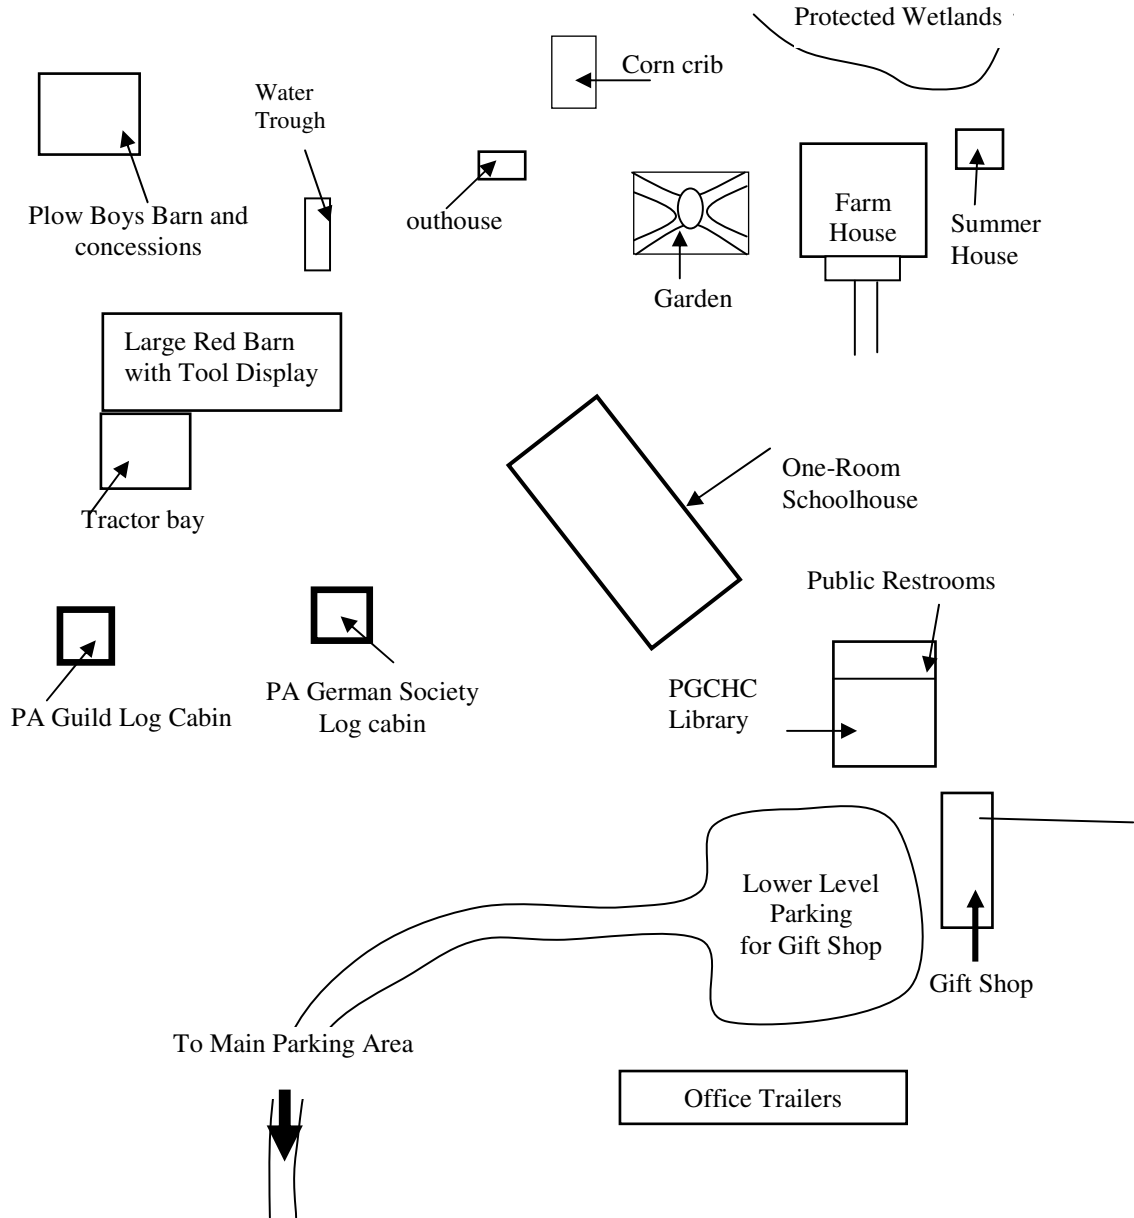 Protected Wetlands
Corn crib
Water
Trough
Plow Boys Barn and
concessions
outhouse
Farm
House
Summer
House
Garden
Large Red Barn
with Tool Display
One-Room
Schoolhouse
Tractor bay
Public Restrooms
PA Guild Log Cabin
PA German Society
Log cabin
PGCHC
Library
Lower Level
Parking
for Gift Shop
Gift Shop
To Main Parking Area
Office Trailers